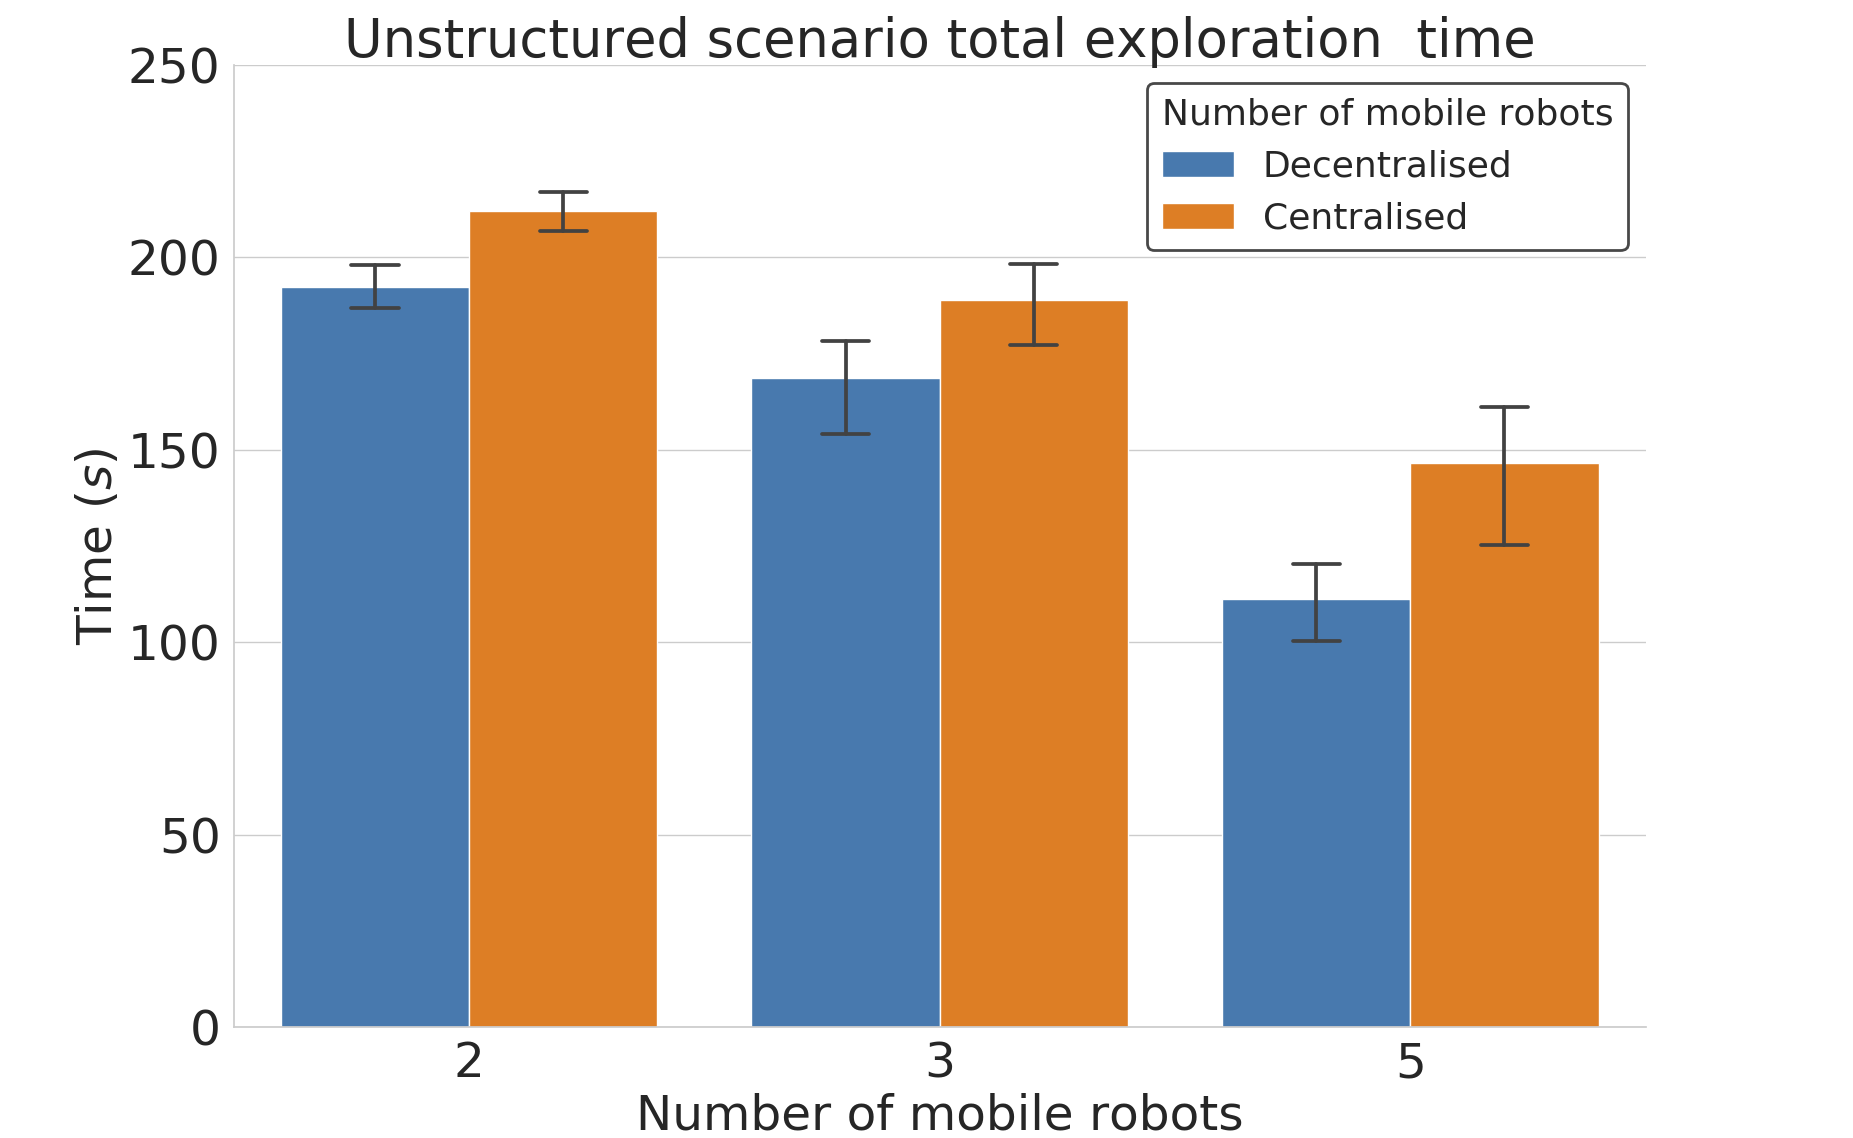 Unstructured scenario total exploration  time
250
200
150
100
50
0
Time (s)
Number of mobile robots
Decentralised
Centralised
2 3 5
Number of mobile robots